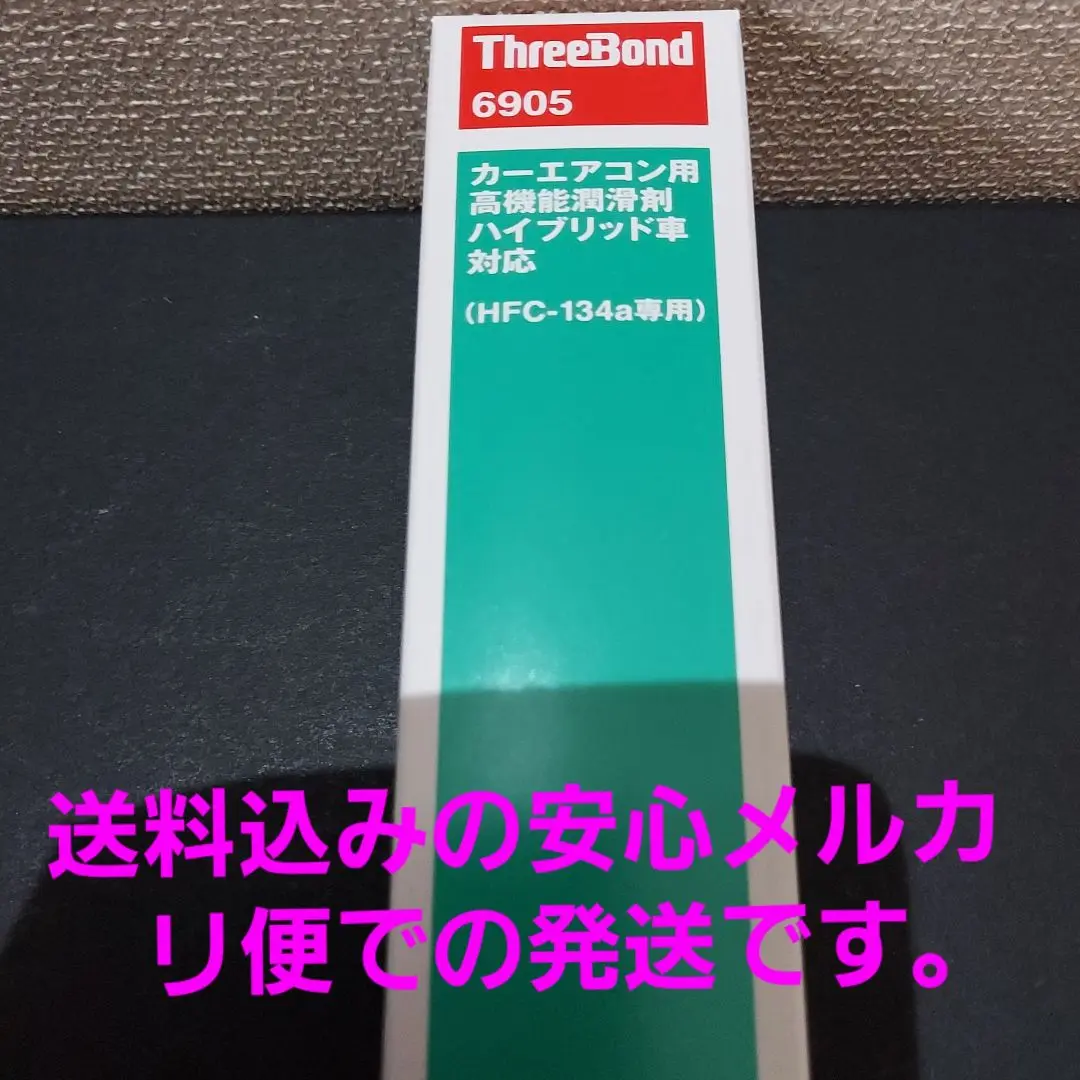 ThreeBond
6905
カーエアコン用
高機能潤滑剤
ハイブリッド車
対応
(HFC-134a専用)
送料込みの安心メルカ
リ便での発送です。